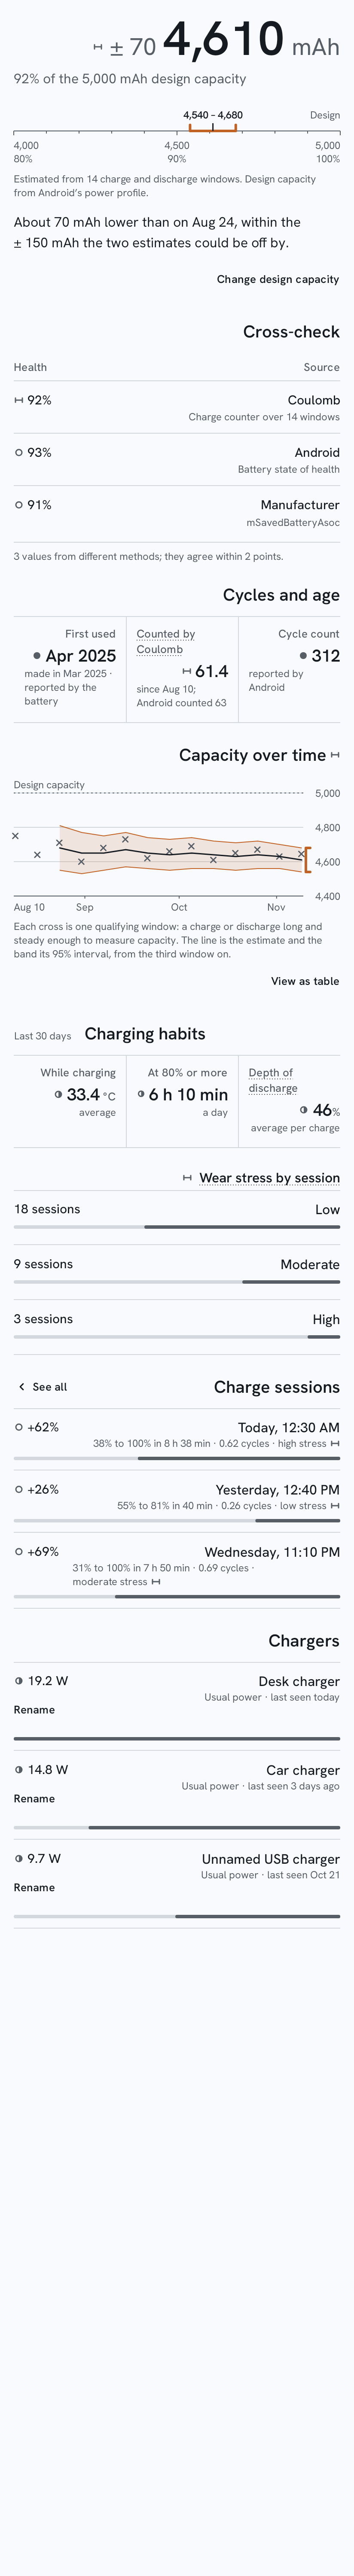 ± 70 4,610 mAh
92% of the 5,000 mAh design capacity
4,540 – 4,680
Design
4,000 4,500 5,000
80% 90% 100%
Estimated from 14 charge and discharge windows. Design capacity
from Android's power profile.
About 70 mAh lower than on Aug 24, within the
± 150 mAh the two estimates could be off by.
Change design capacity
Cross-check
Health Source
92% Coulomb
Charge counter over 14 windows
93% Android
Battery state of health
91% Manufacturer
mSavedBatteryAsoc
3 values from different methods; they agree within 2 points.
Cycles and age
First used
Apr 2025
made in Mar 2025 ·
reported by the
battery
Counted by
Coulomb
61.4
since Aug 10;
Android counted 63
Cycle count
312
reported by
Android
Capacity over time
Design capacity
5,000
4,800
4,600
4,400
Aug 10 Sep Oct Nov
Each cross is one qualifying window: a charge or discharge long and
steady enough to measure capacity. The line is the estimate and the
band its 95% interval, from the third window on.
View as table
Last 30 days Charging habits
While charging
33.4 °C
average
At 80% or more
6 h 10 min
a day
Depth of
discharge
46%
average per charge
Wear stress by session
18 sessions Low
9 sessions Moderate
3 sessions High
See all Charge sessions
+62% Today, 12:30 AM
38% to 100% in 8 h 38 min · 0.62 cycles · high stress
+26% Yesterday, 12:40 PM
55% to 81% in 40 min · 0.26 cycles · low stress
+69% Wednesday, 11:10 PM
31% to 100% in 7 h 50 min · 0.69 cycles ·
moderate stress
Chargers
19.2 W Desk charger
Usual power · last seen today
Rename
14.8 W Car charger
Usual power · last seen 3 days ago
Rename
9.7 W Unnamed USB charger
Usual power · last seen Oct 21
Rename